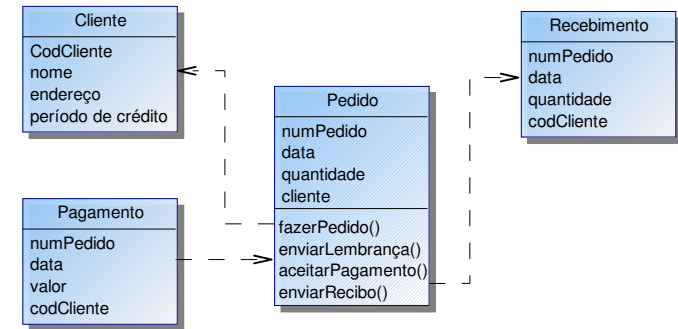 Cliente
CodCliente
nome
endereço
período de crédito
Pedido
numPedido
data
quantidade
cliente
fazerPedido()
enviarLembrança()
aceitarPagamento()
enviarRecibo()
Recebimento
numPedido
data
quantidade
codCliente
Pagamento
numPedido
data
valor
codCliente